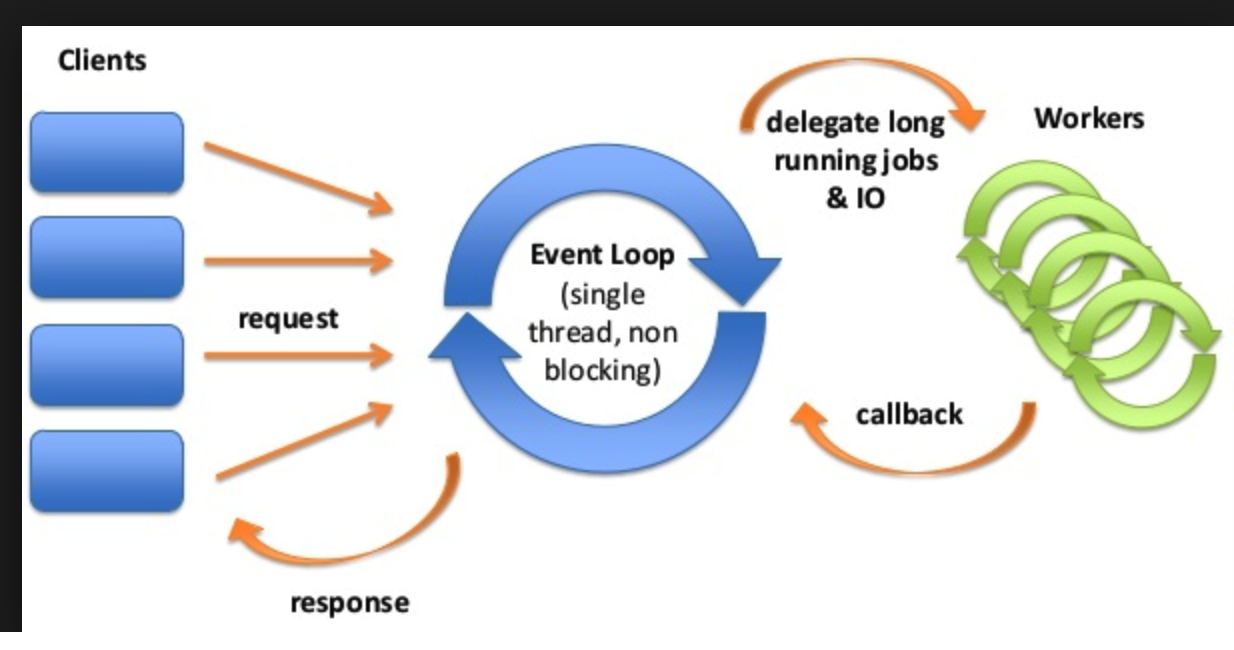 Clients
request
response
Event Loop
(single
thread, non
blocking)
delegate long
running jobs
& IO
callback
Workers